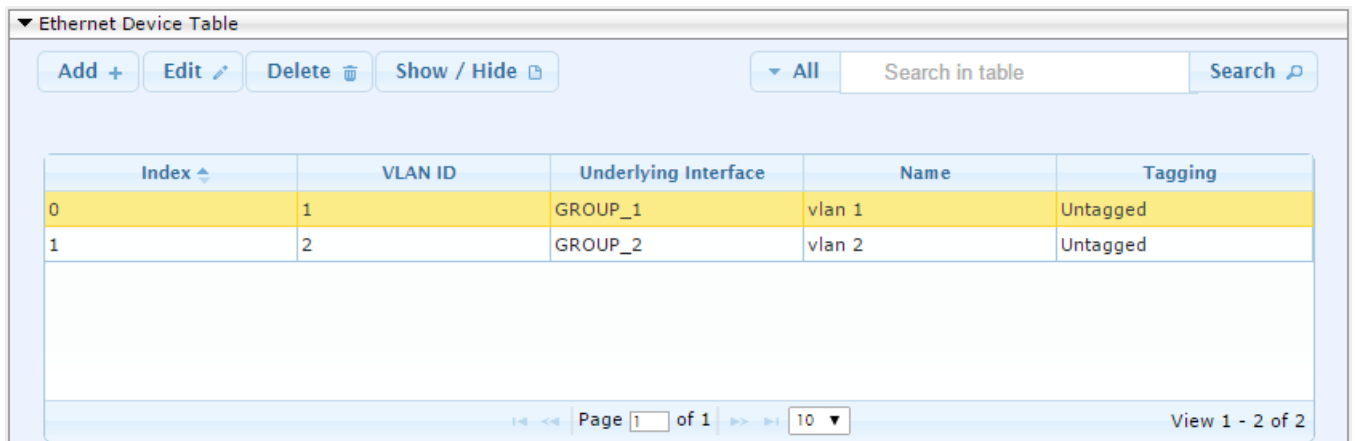 Ethernet Device Table
Add + Edit Delete Show / Hide All Search in table Search
Index VLAN ID Underlying Interface Name Tagging
0 1 GROUP_1 vlan 1 Untagged
1 2 GROUP_2 vlan 2 Untagged
Page 1 of 1 10 View 1 - 2 of 2